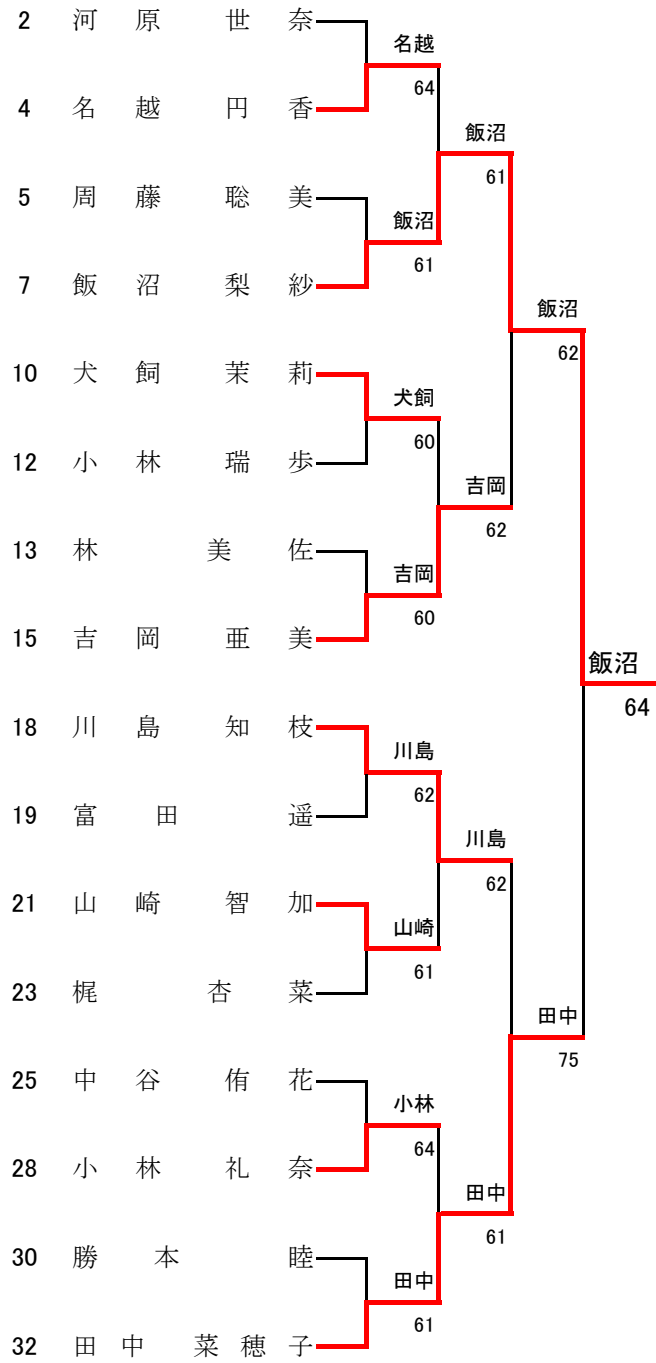 2 河原 世奈
名越
64
4 名越 円香
飯沼
61
5 周藤 聡美
飯沼
61
7 飯沼 梨紗
飯沼
62
10 犬飼 茉莉
犬飼
60
12 小林 瑞歩
吉岡
62
13 林 美佐
吉岡
60
15 吉岡 亜美
飯沼
64
18 川島 知枝
川島
62
19 富田 遥
川島
62
21 山崎 智加
山崎
61
23 梶 杏菜
田中
75
25 中谷 侑花
小林
64
28 小林 礼奈
田中
61
30 勝本 睦
田中
61
32 田中 菜穂子